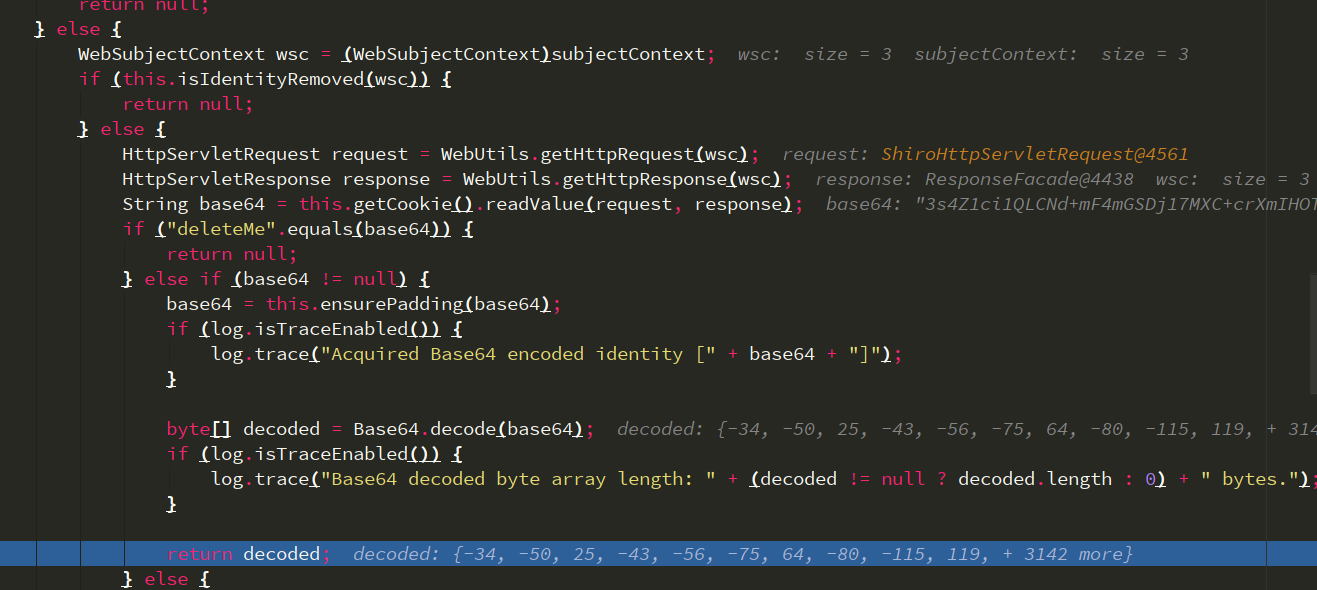 return null;
} else {
WebSubjectContext wsc = (WebSubjectContext)subjectContext; wsc: size = 3 subjectContext: size = 3
if (this.isIdentityRemoved(wsc)) {
return null;
} else {
HttpServletRequest request = WebUtils.getHttpRequest(wsc); request: ShiroHttpServletRequest@4561
HttpServletResponse response = WebUtils.getHttpResponse(wsc); response: ResponseFacade@4438 wsc: size = 3
String base64 = this.getCookie().readValue(request, response); base64: "3s4Z1ci1QLCNd+mF4mGSDj17MXC+crXmIHOT
if ("deleteMe".equals(base64)) {
return null;
} else if (base64 != null) {
base64 = this.ensurePadding(base64);
if (log.isTraceEnabled()) {
log.trace("Acquired Base64 encoded identity [" + base64 + "]");
}
byte[] decoded = Base64.decode(base64); decoded: {-34, -50, 25, -43, -56, -75, 64, -80, -115, 119, + 314
if (log.isTraceEnabled()) {
log.trace("Base64 decoded byte array length: " + (decoded != null ? decoded.length : 0) + " bytes.");
}
return decoded; decoded: {-34, -50, 25, -43, -56, -75, 64, -80, -115, 119, + 3142 more}
} else {